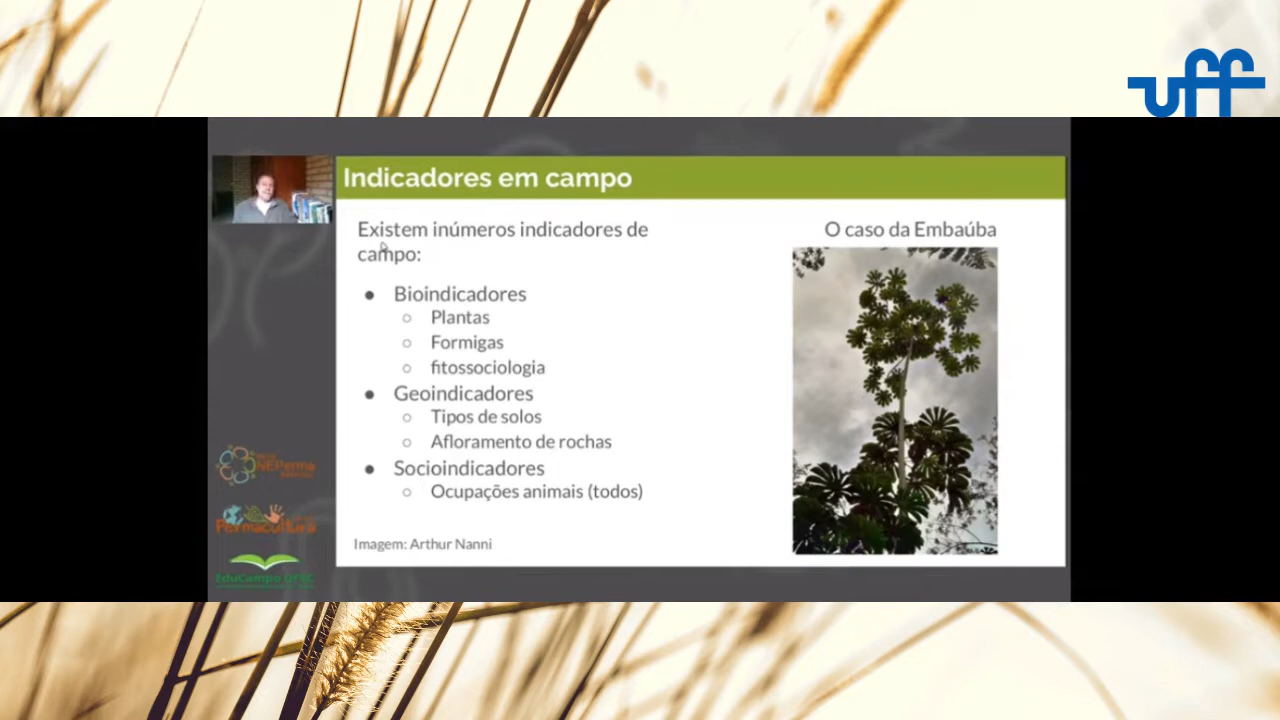 uff
Indicadores em campo
Existem inúmeros indicadores de
campo:
O caso da Embaúba
● Bioindicadores
○ Plantas
○ Formigas
○ fitossociologia
● Geoindicadores
○ Tipos de solos
○ Afloramento de rochas
● Socioindicadores
○ Ocupações animais (todos)
Imagem: Arthur Nanni
NEPerma
Permacultura
EduCampo UFSC